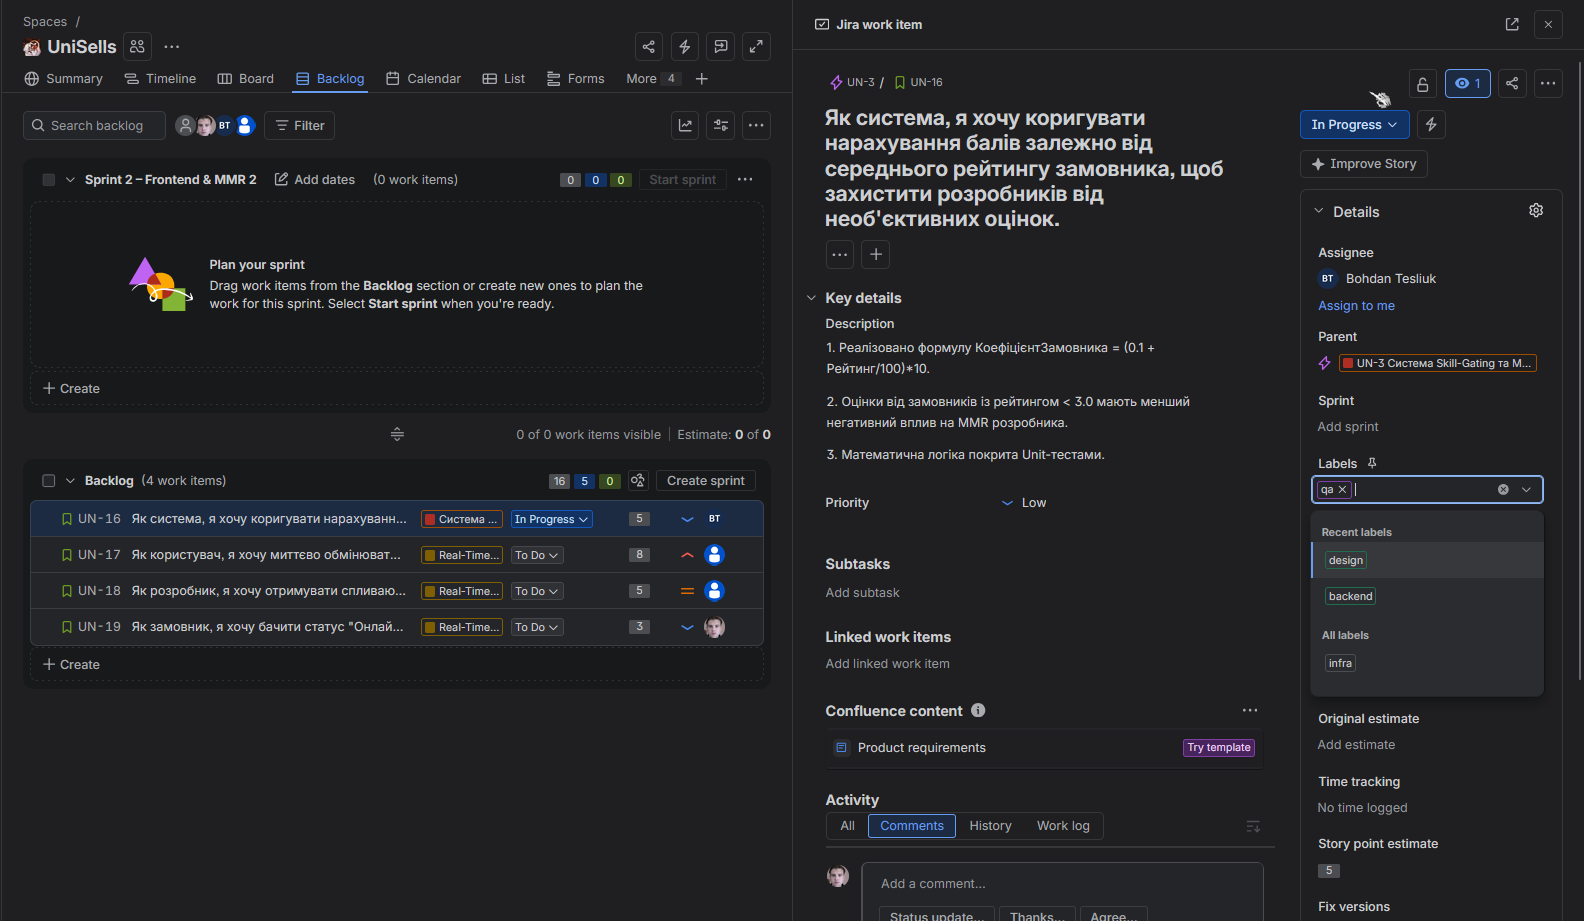 Spaces /
UniSells
Summary Timeline Board Backlog Calendar List Forms More 4
Search backlog BT Filter
Sprint 2 – Frontend & MMR 2 Add dates (0 work items) 0 0 0 Start sprint
Plan your sprint
Drag work items from the Backlog section or create new ones to plan the
work for this sprint. Select Start sprint when you're ready.
Create
0 of 0 work items visible Estimate: 0 of 0
Backlog (4 work items) 16 5 0 Create sprint
UN-16 Як система, я хочу коригувати нарахуванн... Система ... In Progress 5 BT
UN-17 Як користувач, я хочу миттєво обмінюват... Real-Time... To Do 8
UN-18 Як розробник, я хочу отримувати спливаю... Real-Time... To Do 5
UN-19 Як замовник, я хочу бачити статус "Онлай... Real-Time... To Do 3
Create
Jira work item
UN-3 / UN-16
Як система, я хочу коригувати
нарахування балів залежно від
середнього рейтингу замовника, щоб
захистити розробників від
необ'єктивних оцінок.
Key details
Description
1. Реалізовано формулу КоефіцієнтЗамовника = (0.1 +
Рейтинг/100)*10.
2. Оцінки від замовників із рейтингом < 3.0 мають менший
негативний вплив на MMR розробника.
3. Математична логіка покрита Unit-тестами.
Priority Low
Subtasks
Add subtask
Linked work items
Add linked work item
Confluence content
Product requirements Try template
Activity
All Comments History Work log
Add a comment...
Status update... Thanks... Agree...
1
In Progress
Improve Story
Details
Assignee
BT Bohdan Tesliuk
Assign to me
Parent
UN-3 Система Skill-Gating та M...
Sprint
Add sprint
Labels
qa
Recent labels
design
backend
All labels
infra
Original estimate
Add estimate
Time tracking
No time logged
Story point estimate
5
Fix versions